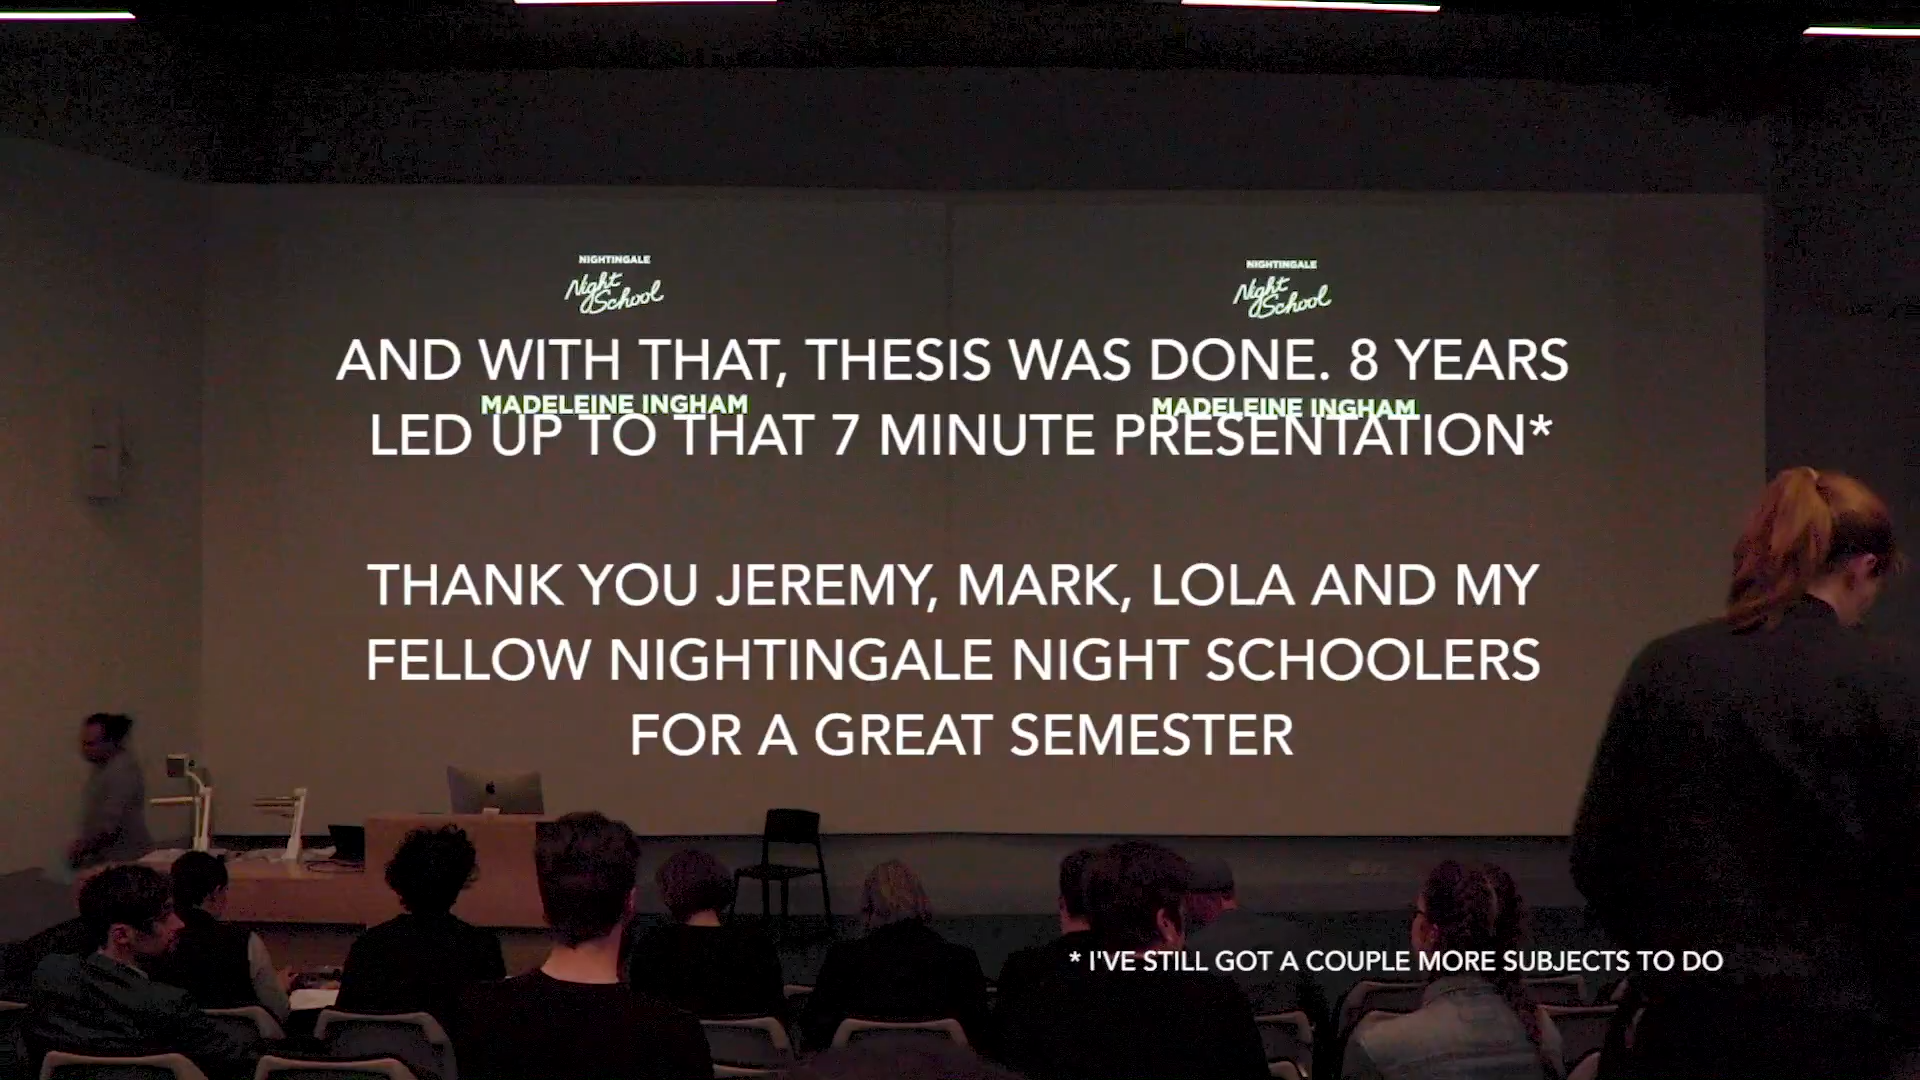 NIGHTINGALE
Night
School
NIGHTINGALE
Night
School
AND WITH THAT, THESIS WAS DONE. 8 YEARS
MADELEINE INGHAM
MADELEINE INGHAM
LED UP TO THAT 7 MINUTE PRESENTATION*
THANK YOU JEREMY, MARK, LOLA AND MY
FELLOW NIGHTINGALE NIGHT SCHOOLERS
FOR A GREAT SEMESTER
* I'VE STILL GOT A COUPLE MORE SUBJECTS TO DO